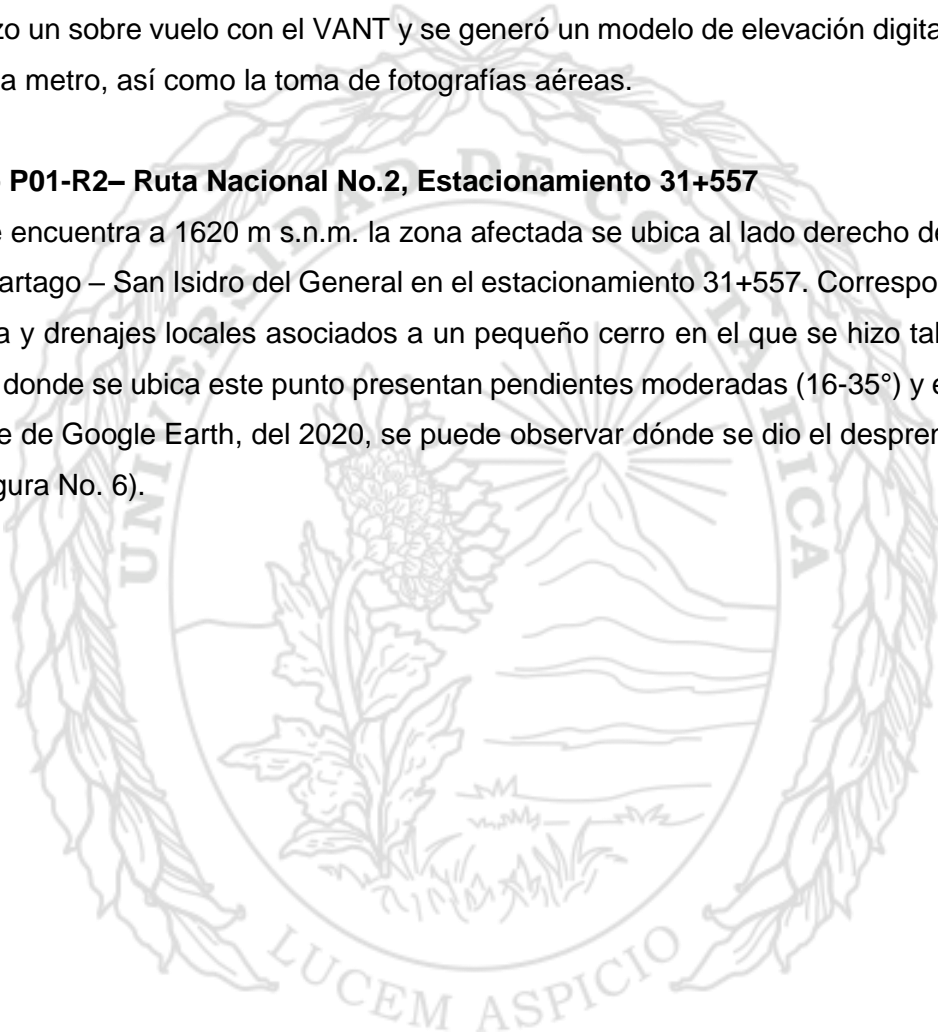 zo un sobre vuelo con el VANT y se generó un modelo de elevación digita
a metro, así como la toma de fotografías aéreas.
P01-R2– Ruta Nacional No.2, Estacionamiento 31+557
e encuentra a 1620 m s.n.m. la zona afectada se ubica al lado derecho de
artago – San Isidro del General en el estacionamiento 31+557. Correspo
a y drenajes locales asociados a un pequeño cerro en el que se hizo tal
donde se ubica este punto presentan pendientes moderadas (16-35°) y e
e de Google Earth, del 2020, se puede observar dónde se dio el despren
gura No. 6).
UNIVERSIDAD DE COSTA RICA
LUCEM ASPICIO